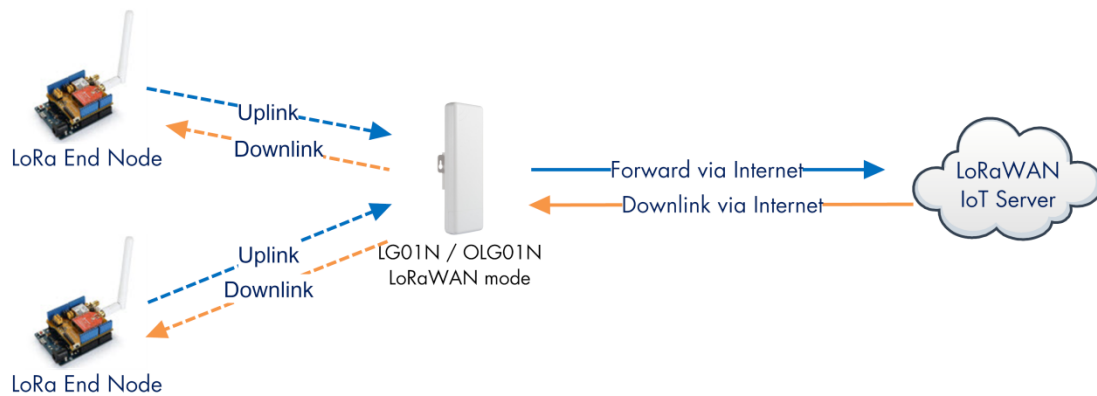 LoRa End Node
Uplink
Downlink
LG01N / OLG01N
LoRaWAN mode
Forward via Internet
Downlink via Internet
LoRaWAN
IoT Server
Uplink
Downlink
LoRa End Node